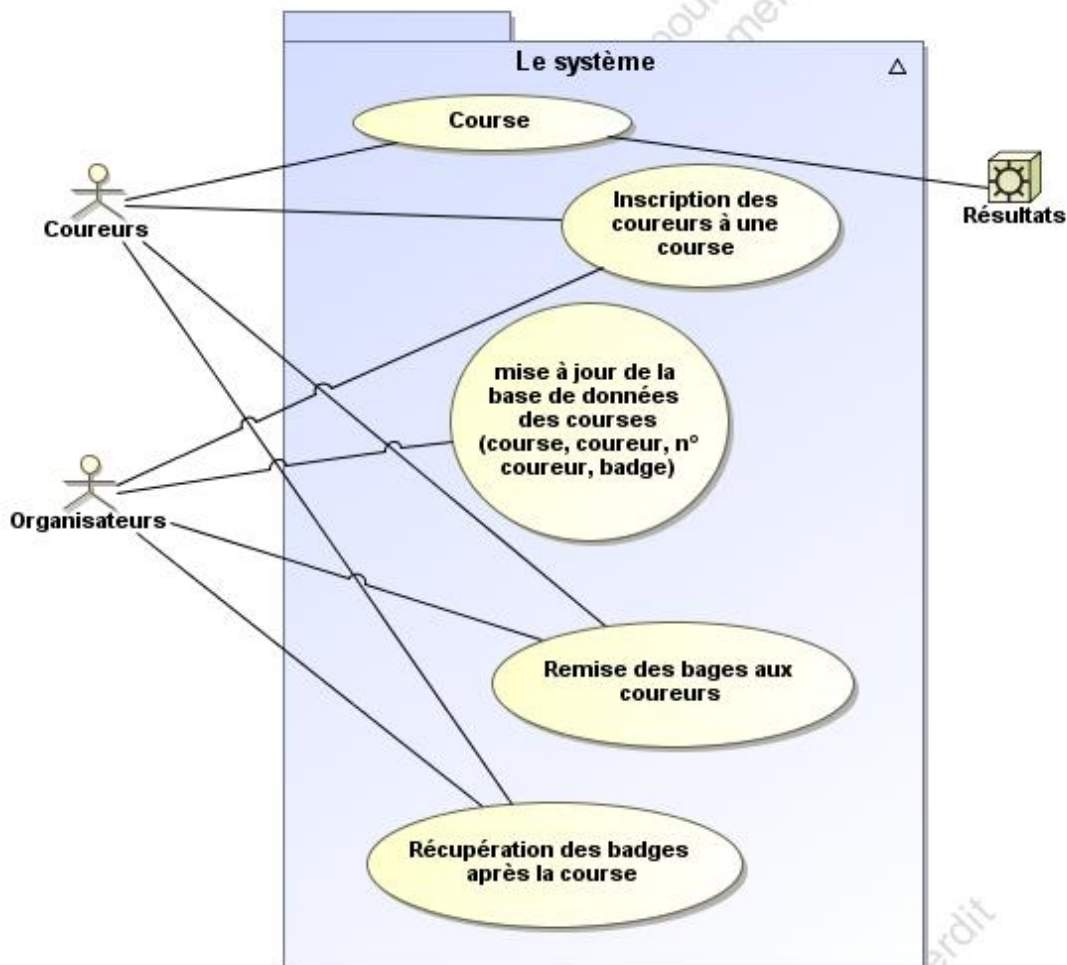 Le système
Course
Inscription des
coureurs à une
course
Résultats
Coureurs
mise à jour de la
base de données
des courses
(course, coureur, n°
coureur, badge)
Organisateurs
Remise des bages aux
coureurs
Récupération des badges
après la course